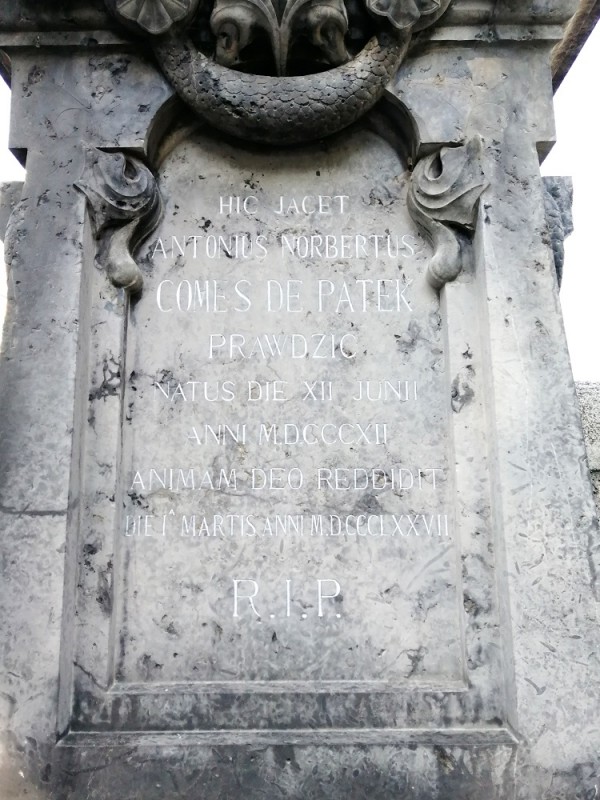 HIC JACET
ANTONIUS NORBERTUS
COMES DE PATEK
PRAWDZIC
NATUS DIE XII JUNII
ANNI M.D.CCCXII
ANIMAM DEO REDDIDIT
DIE 1ᴬ MARTIS ANNI M.D.CCCLXXVII
R.I.P.